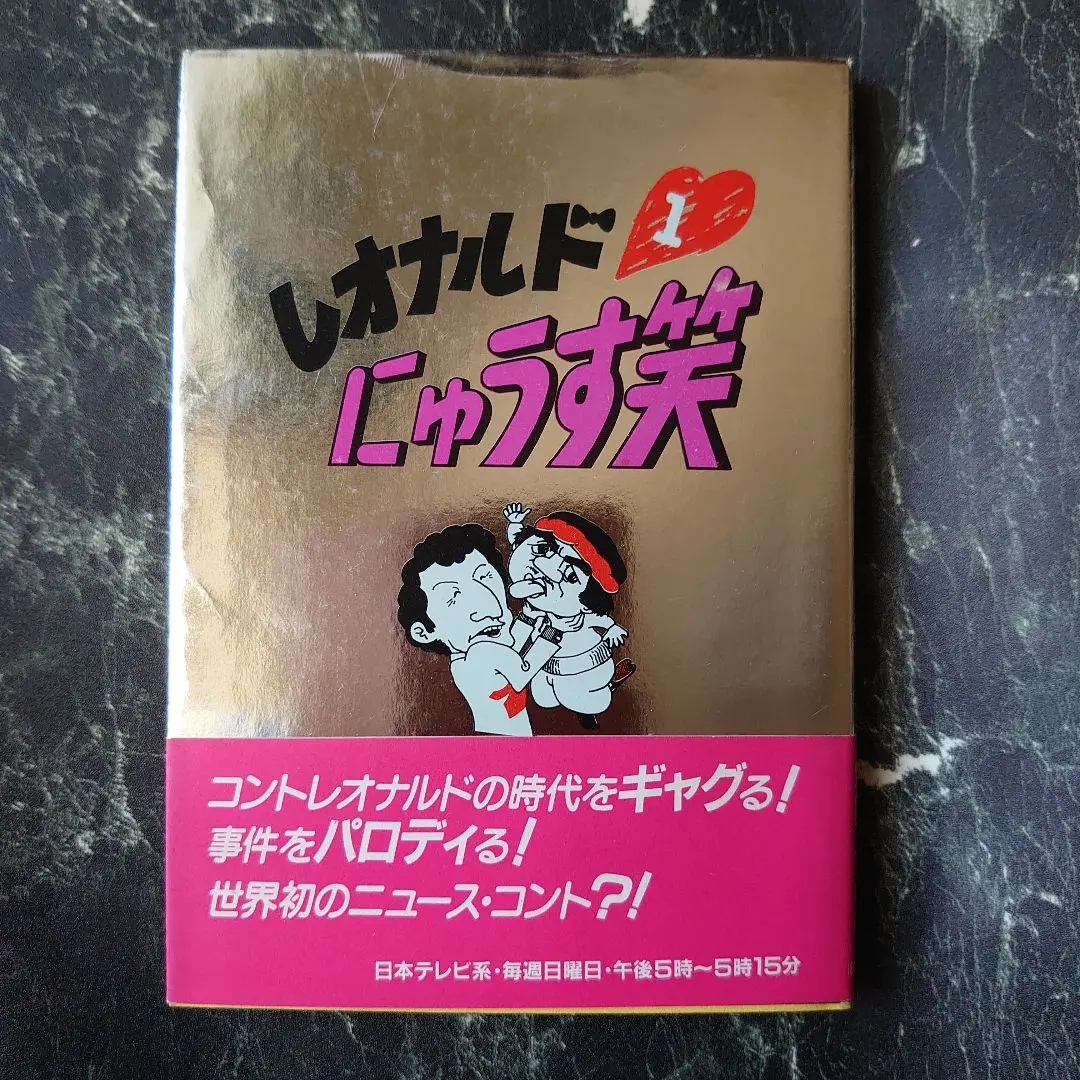 レオナルド
1
にゅうす笑
コントレオナルドの時代をギャグる!
事件をパロディる!
世界初のニュース・コント?!
日本テレビ系・毎週日曜日・午後5時~5時15分